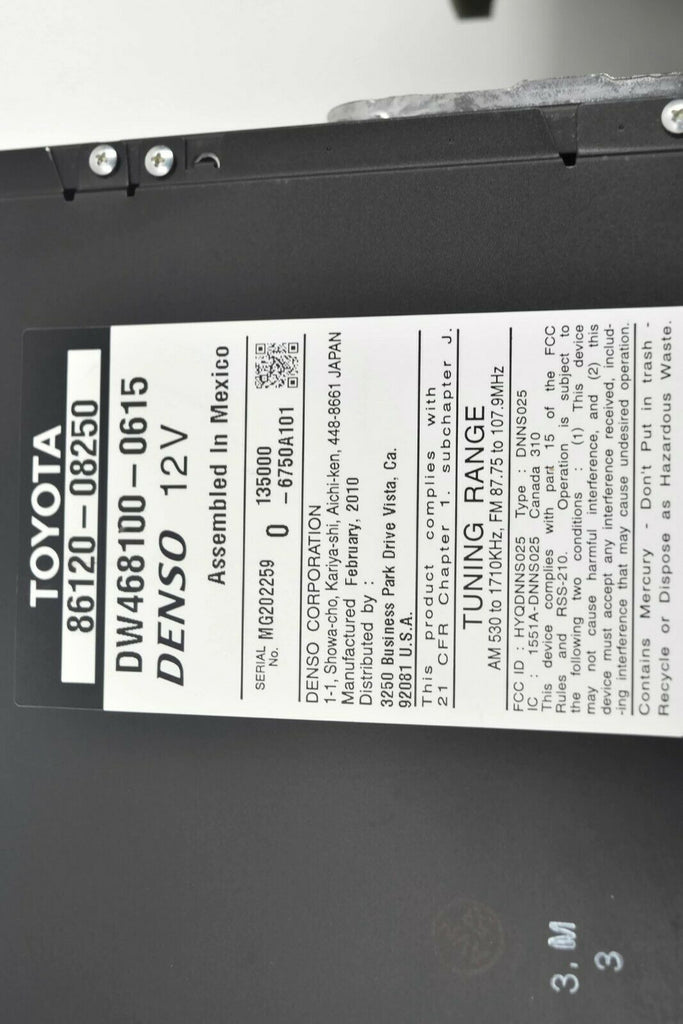 TOYOTA
86120-08250
DW468100-0615
DENSO 12V
Assembled In Mexico
SERIAL No. MG202259 135000
0 -6750A101
DENSO CORPORATION
1-1, Showa-cho, Kariya-shi, Aichi-ken, 448-8661 JAPAN
Manufactured February, 2010
Distributed by :
3250 Business Park Drive Vista, Ca.
92081 U.S.A.
This product complies with
21 CFR Chapter 1. subchapter J.
TUNING RANGE
AM 530 to 1710KHz, FM 87.75 to 107.9MHz
FCC ID : HYQDNNS025 Type : DNNS025
IC : 1551A-DNNS025 Canada 310
This device complies with part 15 of the FCC
Rules and RSS-210. Operation is subject to
the following two conditions : (1) This device
may not cause harmful interference, and (2) this
device must accept any interference received, includ-
-ing interference that may cause undesired operation.
Contains Mercury - Don't Put in trash -
Recycle or Dispose as Hazardous Waste.
3.M
3